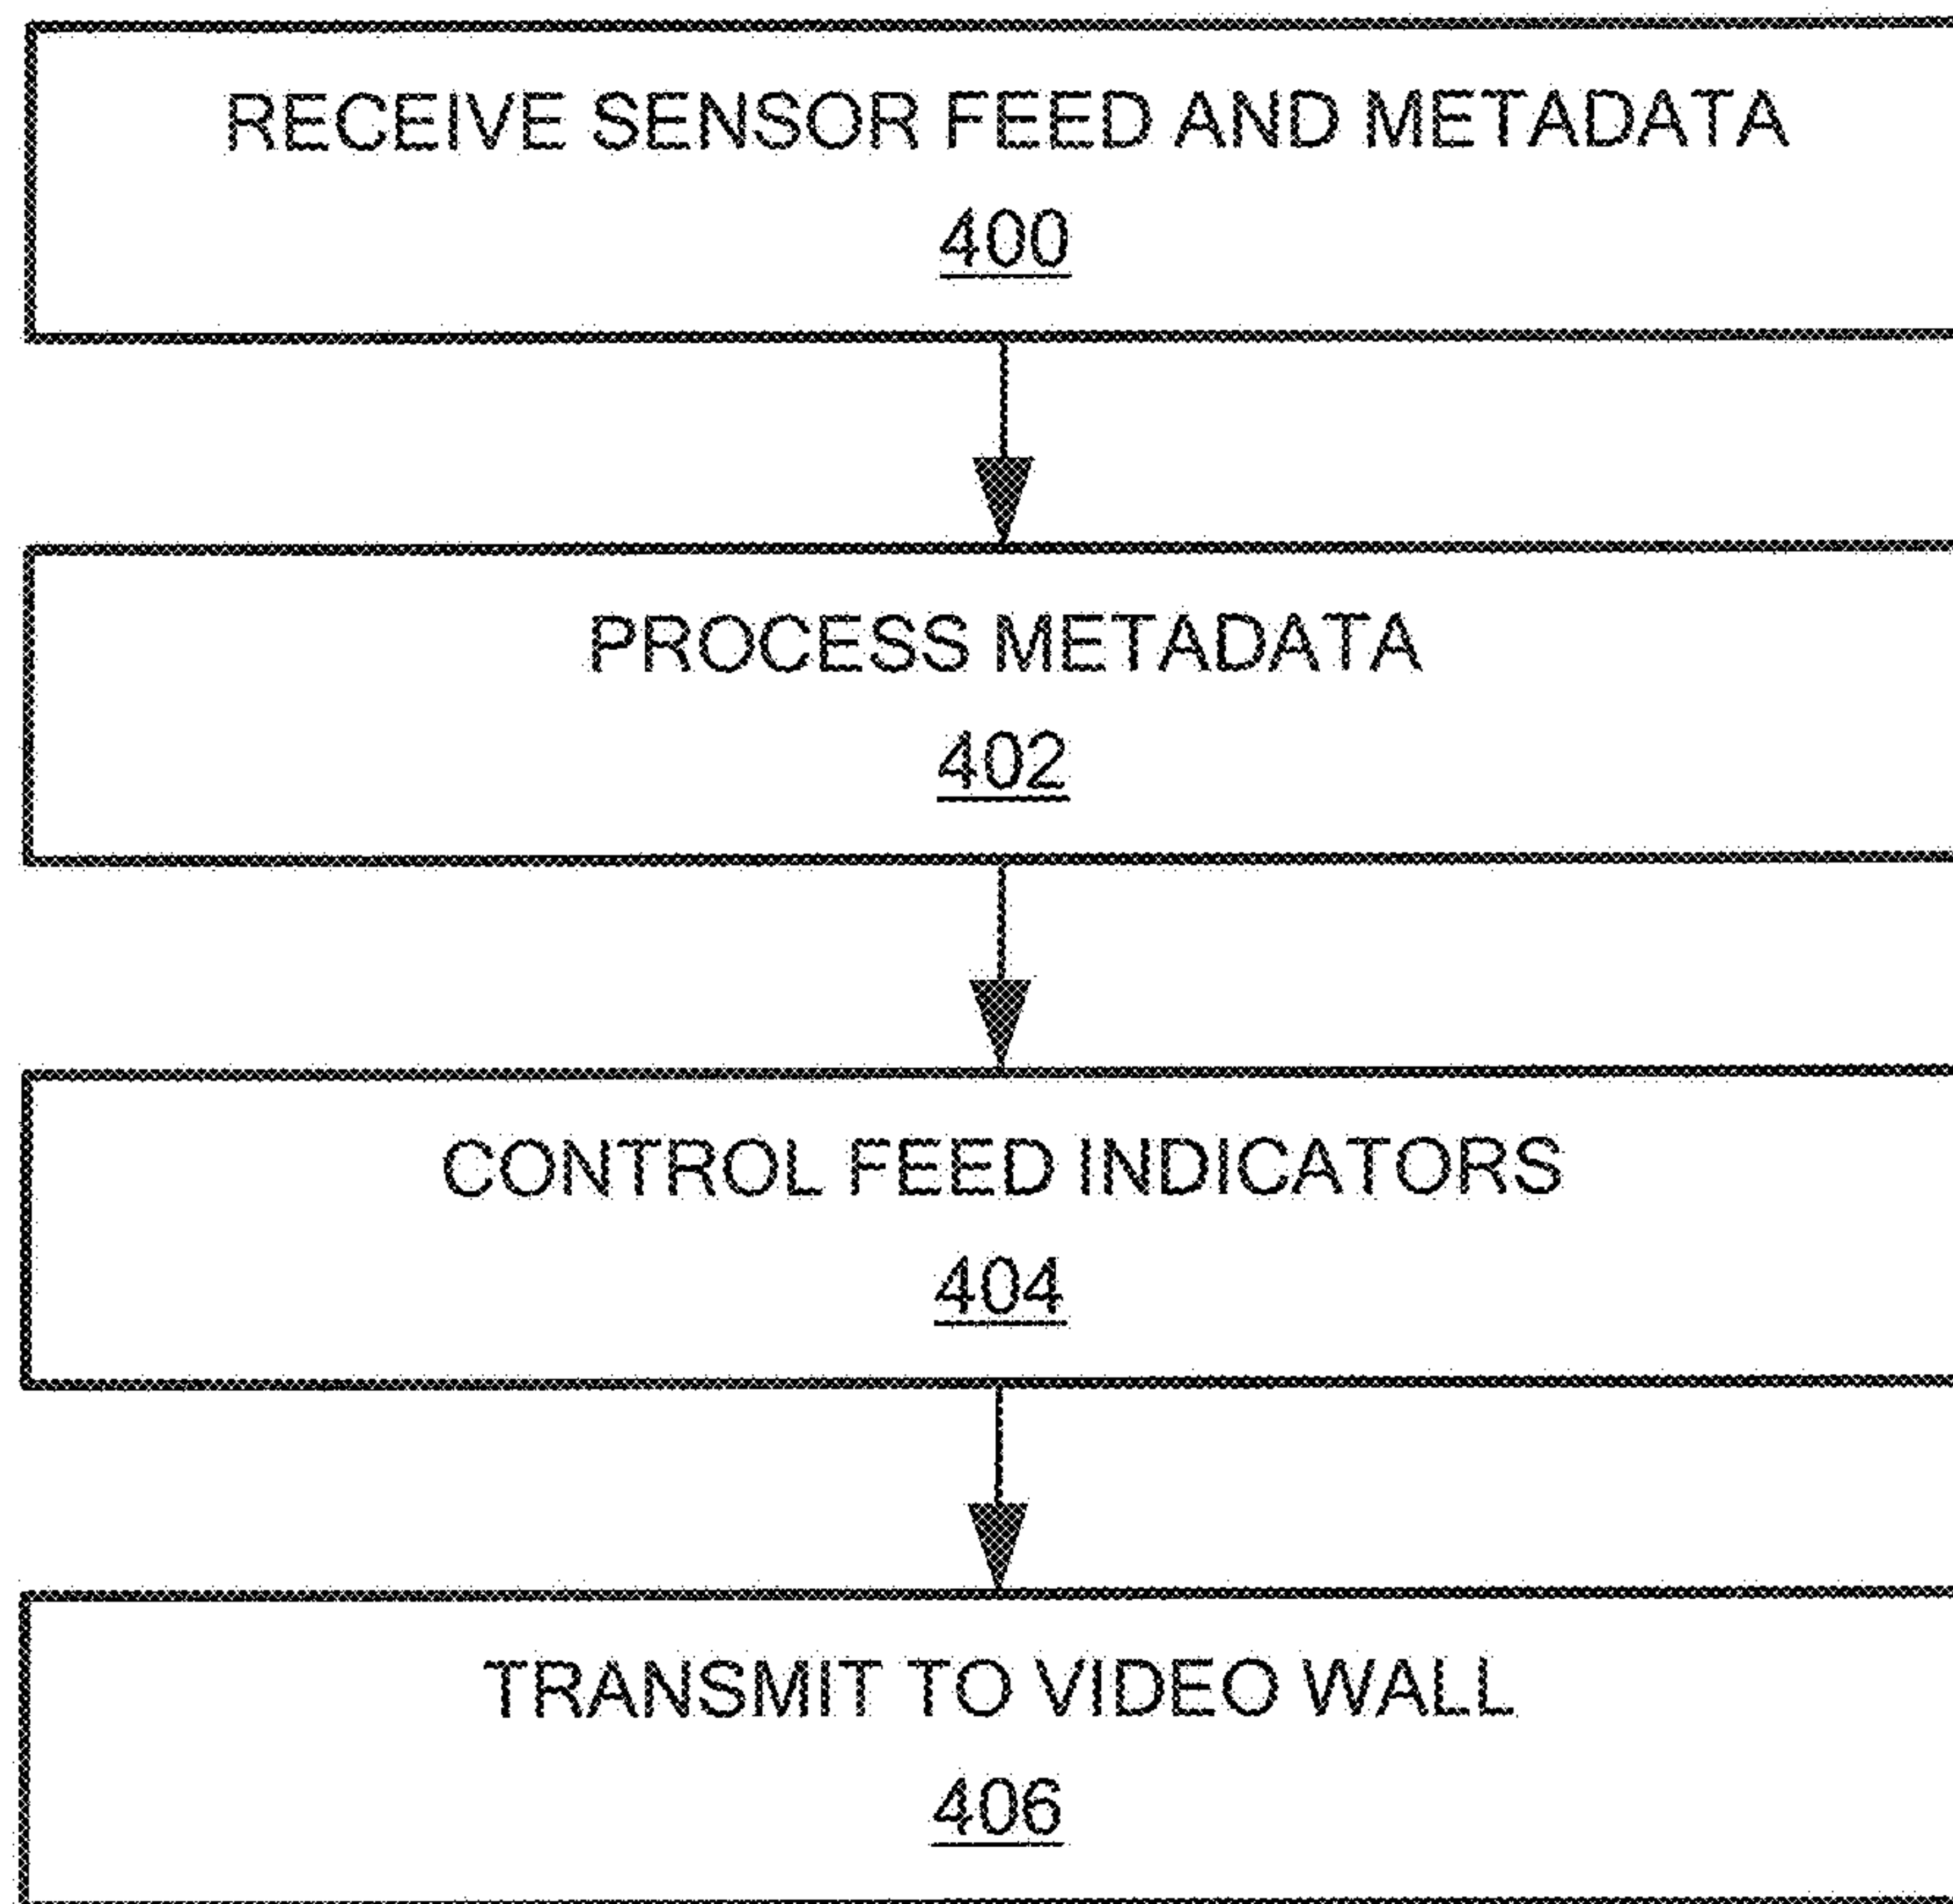 RECEIVE SENSOR FEED AND METADATA
400
PROCESS METADATA
402
CONTROL FEED INDICATORS
404
TRANSMIT TO VIDEO WALL
406